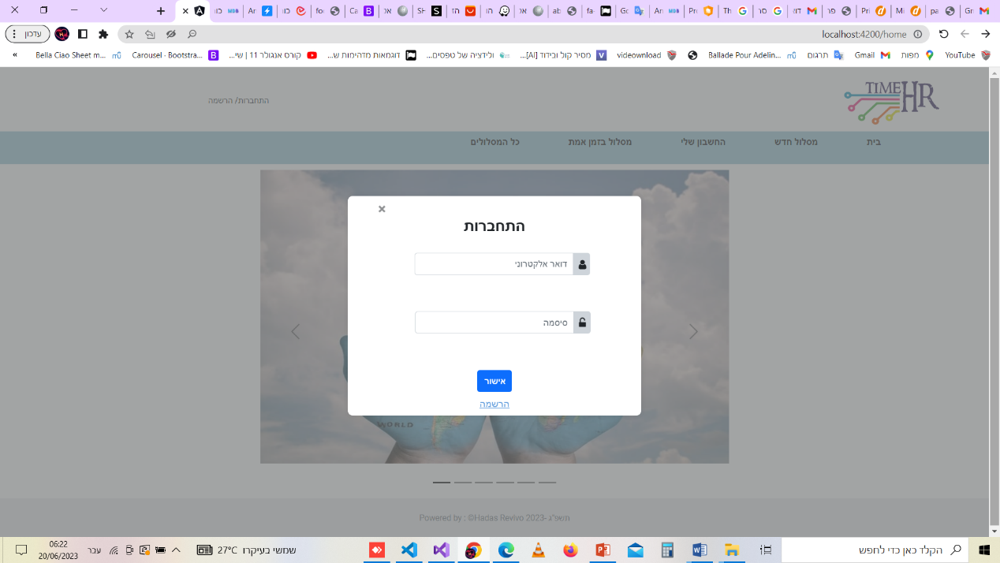 עדכון
localhost:4200/home
YouTube
מפות
Gmail
תרגום
Ballade Pour Adelin...
videownload
מסיר קול ובידוד [AI]...
ולידציה של טפסים...
דוגמאות מדהימות ש...
קורס אנגולר 11 | שי...
Carousel · Bootstra...
Bella Ciao Sheet m...
»
TIMEHR
התחברות/ הרשמה
בית
מסלול חדש
החשבון שלי
מסלול בזמן אמת
כל המסלולים
×
התחברות
דואר אלקטרוני
סיסמה
אישור
הרשמה
WORLD
Powered by : ©Hadas Revivo 2023- תשפ"ג
הקלד כאן כדי לחפש
27°C שמשי בעיקרו
עבר
06:22
20/06/2023